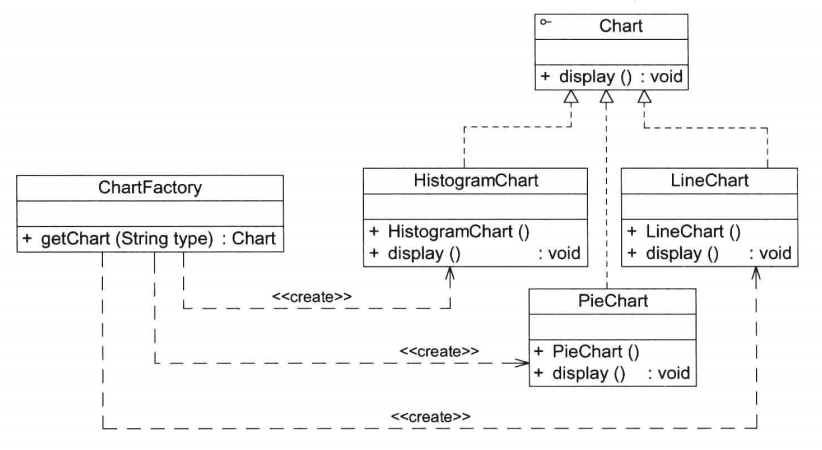 Chart
+ display () : void
ChartFactory
+ getChart (String type) : Chart
HistogramChart
+ HistogramChart ()
+ display () : void
LineChart
+ LineChart ()
+ display () : void
PieChart
+ PieChart ()
+ display () : void
<<create>>
<<create>>
<<create>>